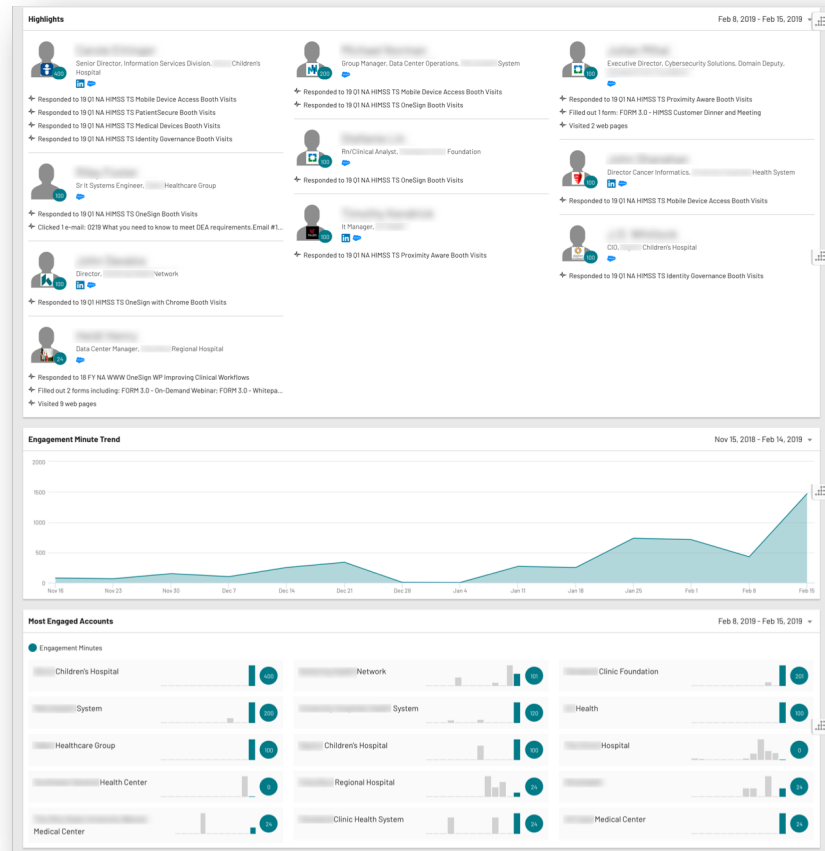 Highlights
Feb 8, 2019 - Feb 15, 2019
400
Senior Director, Information Services Division, Children's
Hospital
Responded to 19 Q1 NA HIMSS TS Mobile Device Access Booth Visits
Responded to 19 Q1 NA HIMSS TS PatientSecure Booth Visits
Responded to 19 Q1 NA HIMSS TS Medical Devices Booth Visits
Responded to 19 Q1 NA HIMSS TS Identity Governance Booth Visits
100
Sr It Systems Engineer, Healthcare Group
Responded to 19 Q1 NA HIMSS TS OneSign Booth Visits
Clicked 1 e-mail: 0219 What you need to know to meet DEA requirements.Email #1...
100
Director, Network
Responded to 19 Q1 HIMSS TS OneSign with Chrome Booth Visits
24
Data Center Manager, Regional Hospital
Responded to 18 FY NA WWW OneSign WP Improving Clinical Workflows
Filled out 2 forms including: FORM 3.0 - On-Demand Webinar; FORM 3.0 - Whitepa...
Visited 9 web pages
200
Group Manager, Data Center Operations, System
Responded to 19 Q1 NA HIMSS TS Mobile Device Access Booth Visits
Responded to 19 Q1 NA HIMSS TS OneSign Booth Visits
100
Rn/Clinical Analyst, Foundation
Responded to 19 Q1 NA HIMSS TS OneSign Booth Visits
100
It Manager,
Responded to 19 Q1 NA HIMSS TS Proximity Aware Booth Visits
100
Executive Director, Cybersecurity Solutions, Domain Deputy,
Responded to 19 Q1 NA HIMSS TS Proximity Aware Booth Visits
Filled out 1 form: FORM 3.0 - HIMSS Customer Dinner and Meeting
Visited 2 web pages
100
Director Cancer Informatics, Health System
Responded to 19 Q1 NA HIMSS TS Mobile Device Access Booth Visits
100
CIO, Children's Hospital
Responded to 19 Q1 NA HIMSS TS Identity Governance Booth Visits
Engagement Minute Trend
Nov 15, 2018 - Feb 14, 2019
2000
1500
1000
500
0
Nov 16 Nov 23 Nov 30 Dec 7 Dec 14 Dec 21 Dec 28 Jan 4 Jan 11 Jan 18 Jan 25 Feb 1 Feb 8 Feb 15
Most Engaged Accounts
Feb 8, 2019 - Feb 15, 2019
Engagement Minutes
Children's Hospital 400
Network 101
Clinic Foundation 201
System 200
System 120
Health 100
Healthcare Group 100
Children's Hospital 100
Hospital 0
Health Center 0
Regional Hospital 24
24
Medical Center 24
Clinic Health System 24
Medical Center 24